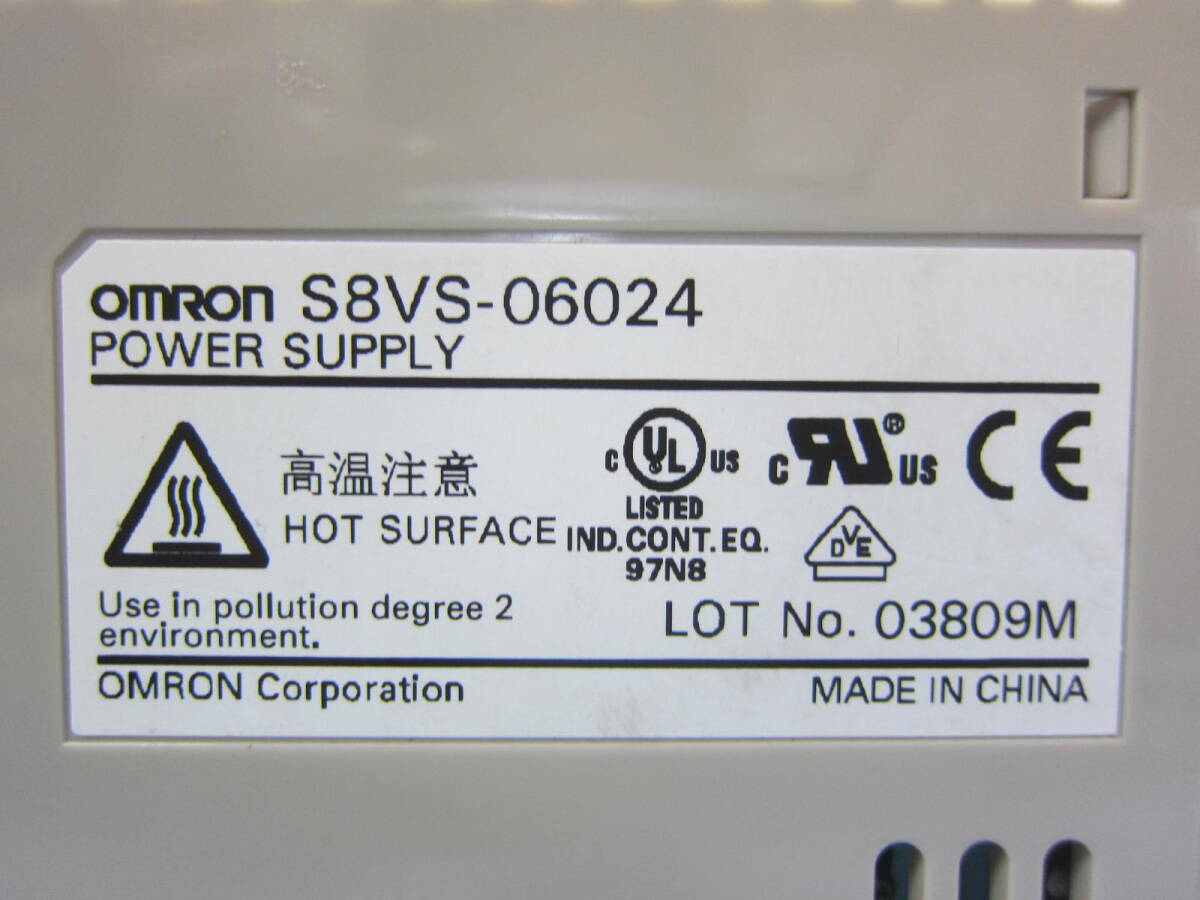 OMRON S8VS-06024
POWER SUPPLY
高温注意
HOT SURFACE
C UL US
LISTED
IND.CONT.EQ.
97N8
C RU ® US
CE
DVE
Use in pollution degree 2
environment.
LOT No. 03809M
OMRON Corporation
MADE IN CHINA